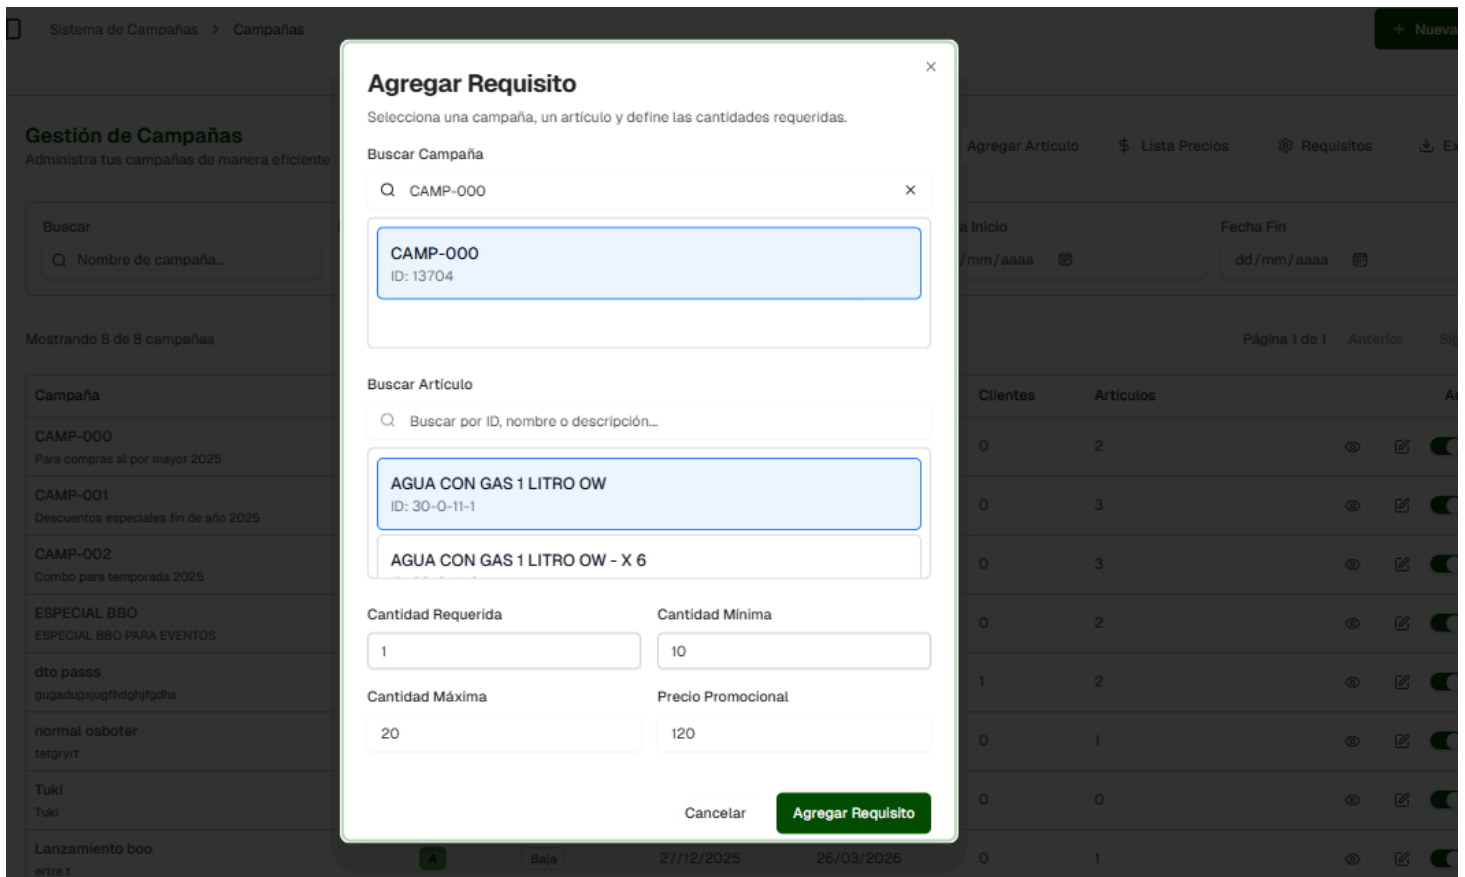 Sistema de Campañas > Campañas
+ Nueva
Gestión de Campañas
Administra tus campañas de manera eficiente
Agregar Artículo
$ Lista Precios
Requisitos
Buscar
Nombre de campaña...
Inicio
/mm/aaaa
Fecha Fin
dd/mm/aaaa
Mostrando 8 de 8 campañas
Página 1 de 1 Anterior
Campaña Clientes Artículos
CAMP-000 0 2
Para compras al por mayor 2025
CAMP-001 0 3
Descuentos especiales fin de año 2025
CAMP-002 0 3
Combo para temporada 2025
ESPECIAL BBO 0 2
ESPECIAL BBO PARA EVENTOS
dto passs 1 2
gugadugsjugfhdghjfgdhs
normal osboter 0 1
tetgryrt
Tuki 0 0
Tuki
Lanzamiento boo A Baja 27/12/2025 26/03/2026 0 1
ertre t
Agregar Requisito
×
Selecciona una campaña, un artículo y define las cantidades requeridas.
Buscar Campaña
CAMP-000 ×
CAMP-000
ID: 13704
Buscar Artículo
Buscar por ID, nombre o descripción...
AGUA CON GAS 1 LITRO OW
ID: 30-0-11-1
AGUA CON GAS 1 LITRO OW - X 6
Cantidad Requerida
1
Cantidad Mínima
10
Cantidad Máxima
20
Precio Promocional
120
Cancelar
Agregar Requisito